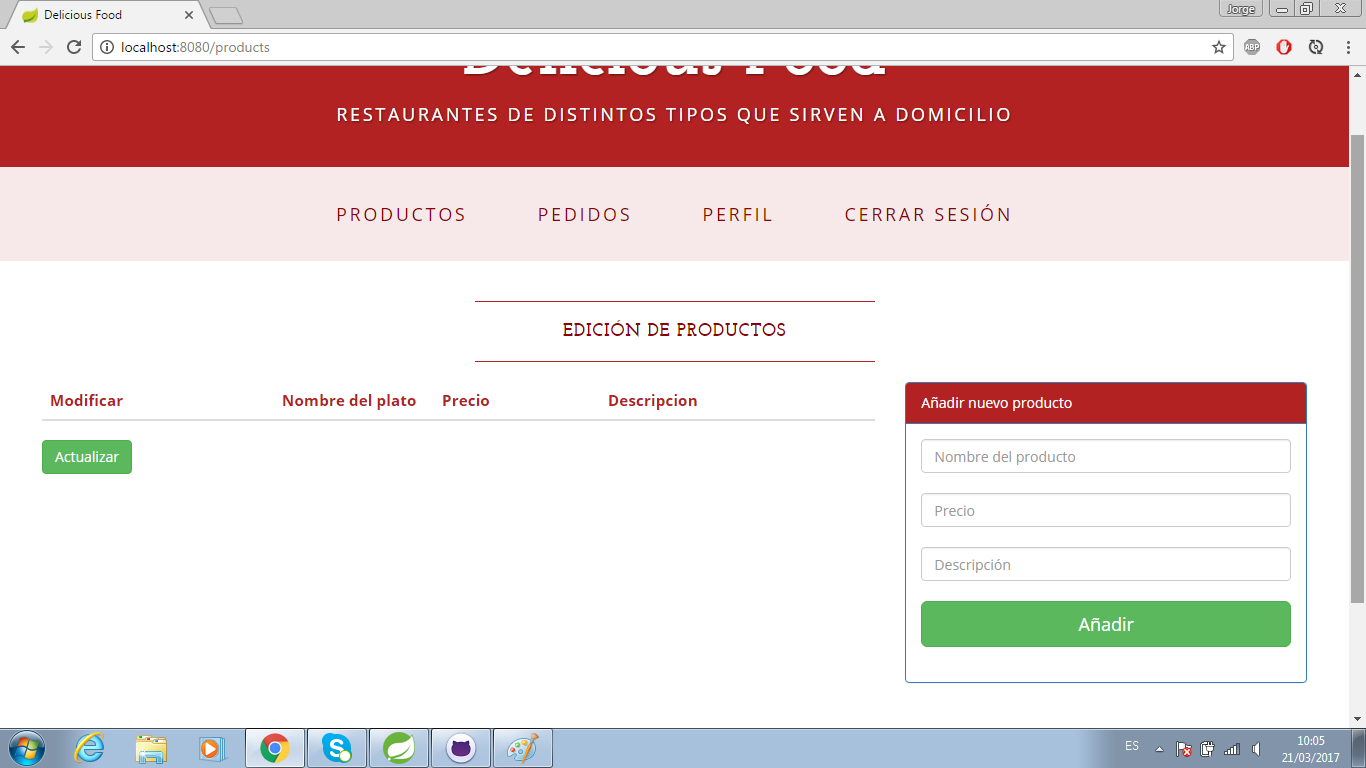 Delicious Food
Jorge
localhost:8080/products
ABP
Delicious Food
RESTAURANTES DE DISTINTOS TIPOS QUE SIRVEN A DOMICILIO
PRODUCTOS PEDIDOS PERFIL CERRAR SESIÓN
EDICIÓN DE PRODUCTOS
Modificar Nombre del plato Precio Descripcion
Actualizar
Añadir nuevo producto
Nombre del producto
Precio
Descripción
Añadir
ES
10:05
21/03/2017